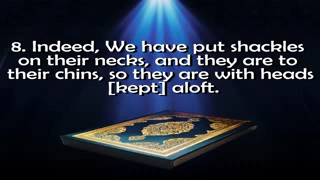 8. Indeed, We have put shackles
on their necks, and they are to
their chins, so they are with heads
[kept] aloft.